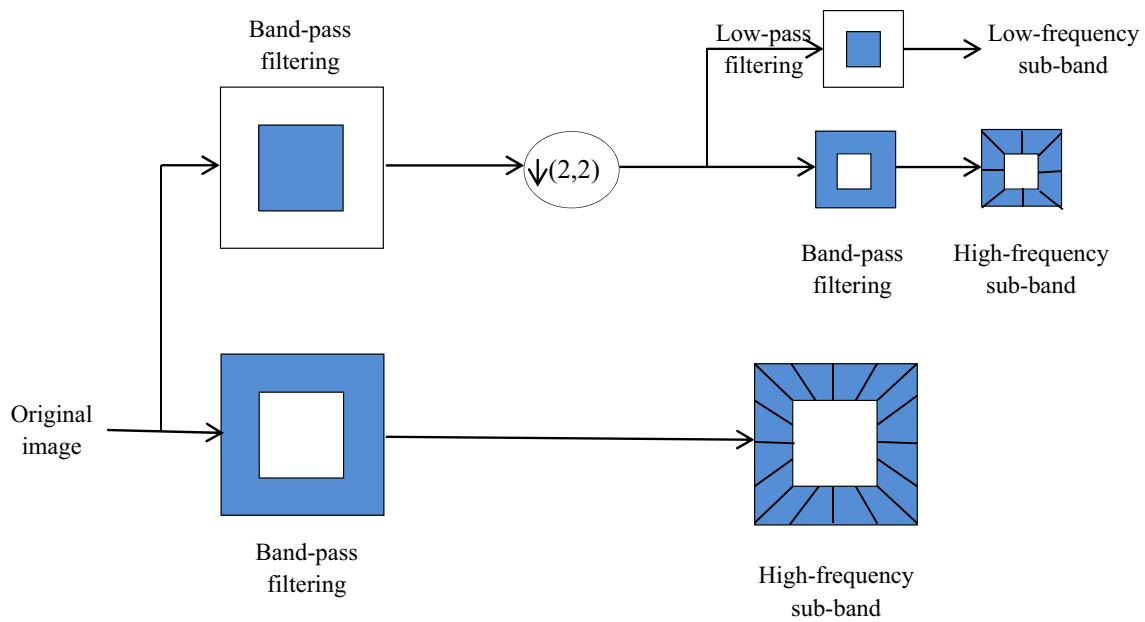 Band-pass
filtering
Low-pass
filtering
Low-frequency
sub-band
↓(2,2)
Band-pass
filtering
High-frequency
sub-band
Original
image
Band-pass
filtering
High-frequency
sub-band